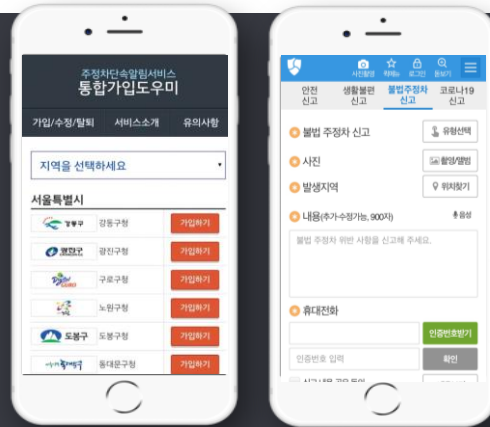 주정차단속알림서비스
통합가입도우미
가입/수정/탈퇴 서비스소개 유의사항
지역을 선택하세요
서울특별시
강동구 강동구청 가입하기
광진구 광진구청 가입하기
구로구청 가입하기
노원구청 가입하기
도봉구 도봉구청 가입하기
동대문구청 가입하기
사진촬영 퀵메뉴 로그인 돋보기
안전 신고 생활불편 신고 불법주정차 신고 코로나19 신고
불법 주정차 신고 유형선택
사진 촬영/앨범
발생지역 위치찾기
내용(추가·수정가능, 900자) 음성
불법 주정차 위반 사항을 신고해 주세요.
휴대전화
인증번호받기
인증번호 입력 확인